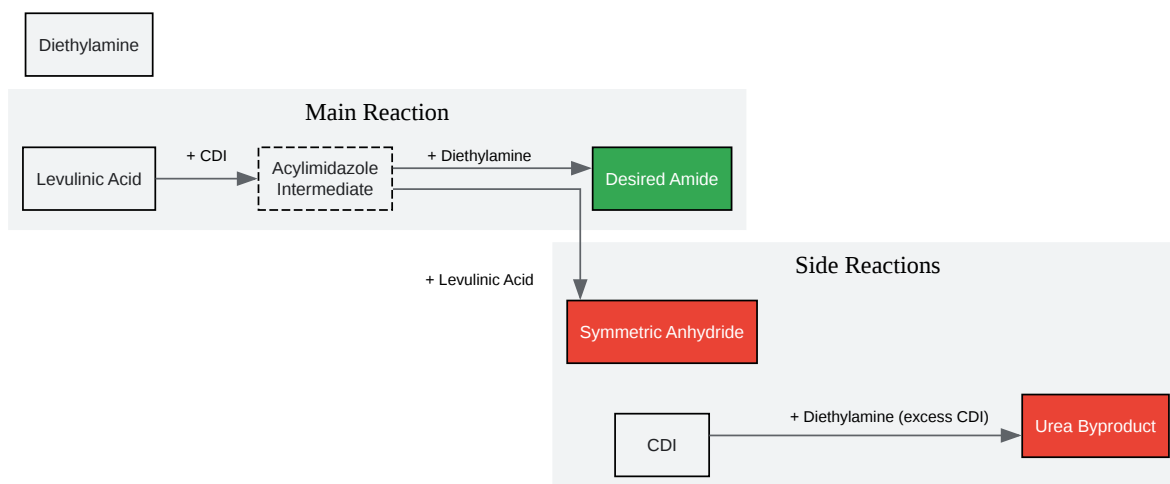 Diethylamine
Main Reaction
Levulinic Acid
+ CDI
Acylimidazole
Intermediate
+ Diethylamine
Desired Amide
+ Levulinic Acid
Side Reactions
Symmetric Anhydride
CDI
+ Diethylamine (excess CDI)
Urea Byproduct